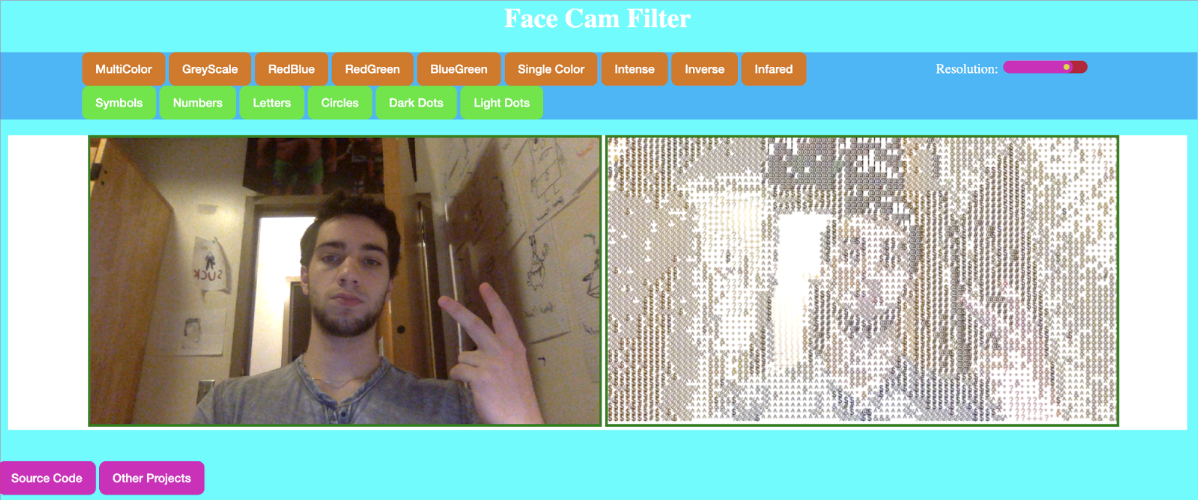 Face Cam Filter
MultiColor GreyScale RedBlue RedGreen BlueGreen Single Color Intense Inverse Infared Resolution:
Symbols Numbers Letters Circles Dark Dots Light Dots
SUCK
Source Code Other Projects